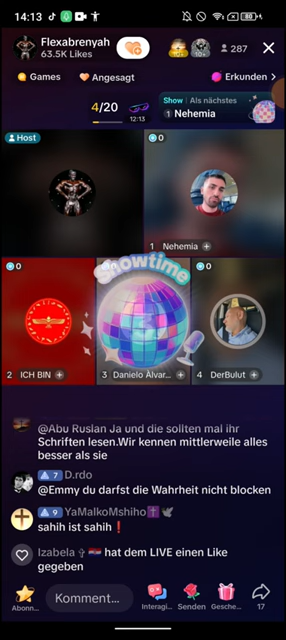 14:13
Flexabrenyah
63.5K Likes
287
Games
Angesagt
Erkunden >
4/20
12:13
Show Als nächstes
1 Nehemia
Host
0
1 Nehemia +
0
Showtime
0
2 ICH BIN +
3 Danielo Àlvar... +
4 DerBulut +
@Abu Ruslan Ja und die sollten mal ihr
Schriften lesen.Wir kennen mittlerweile alles
besser als sie
7 D.rdo
@Emmy du darfst die Wahrheit nicht blocken
9 YaMalkoMshiho✝️🕊
sahih ist sahih❗
Izabela ✞ 🇭🇷 hat dem LIVE einen Like
gegeben
Abonn...
Komment...
Interagi...
Senden
Gesche...
17